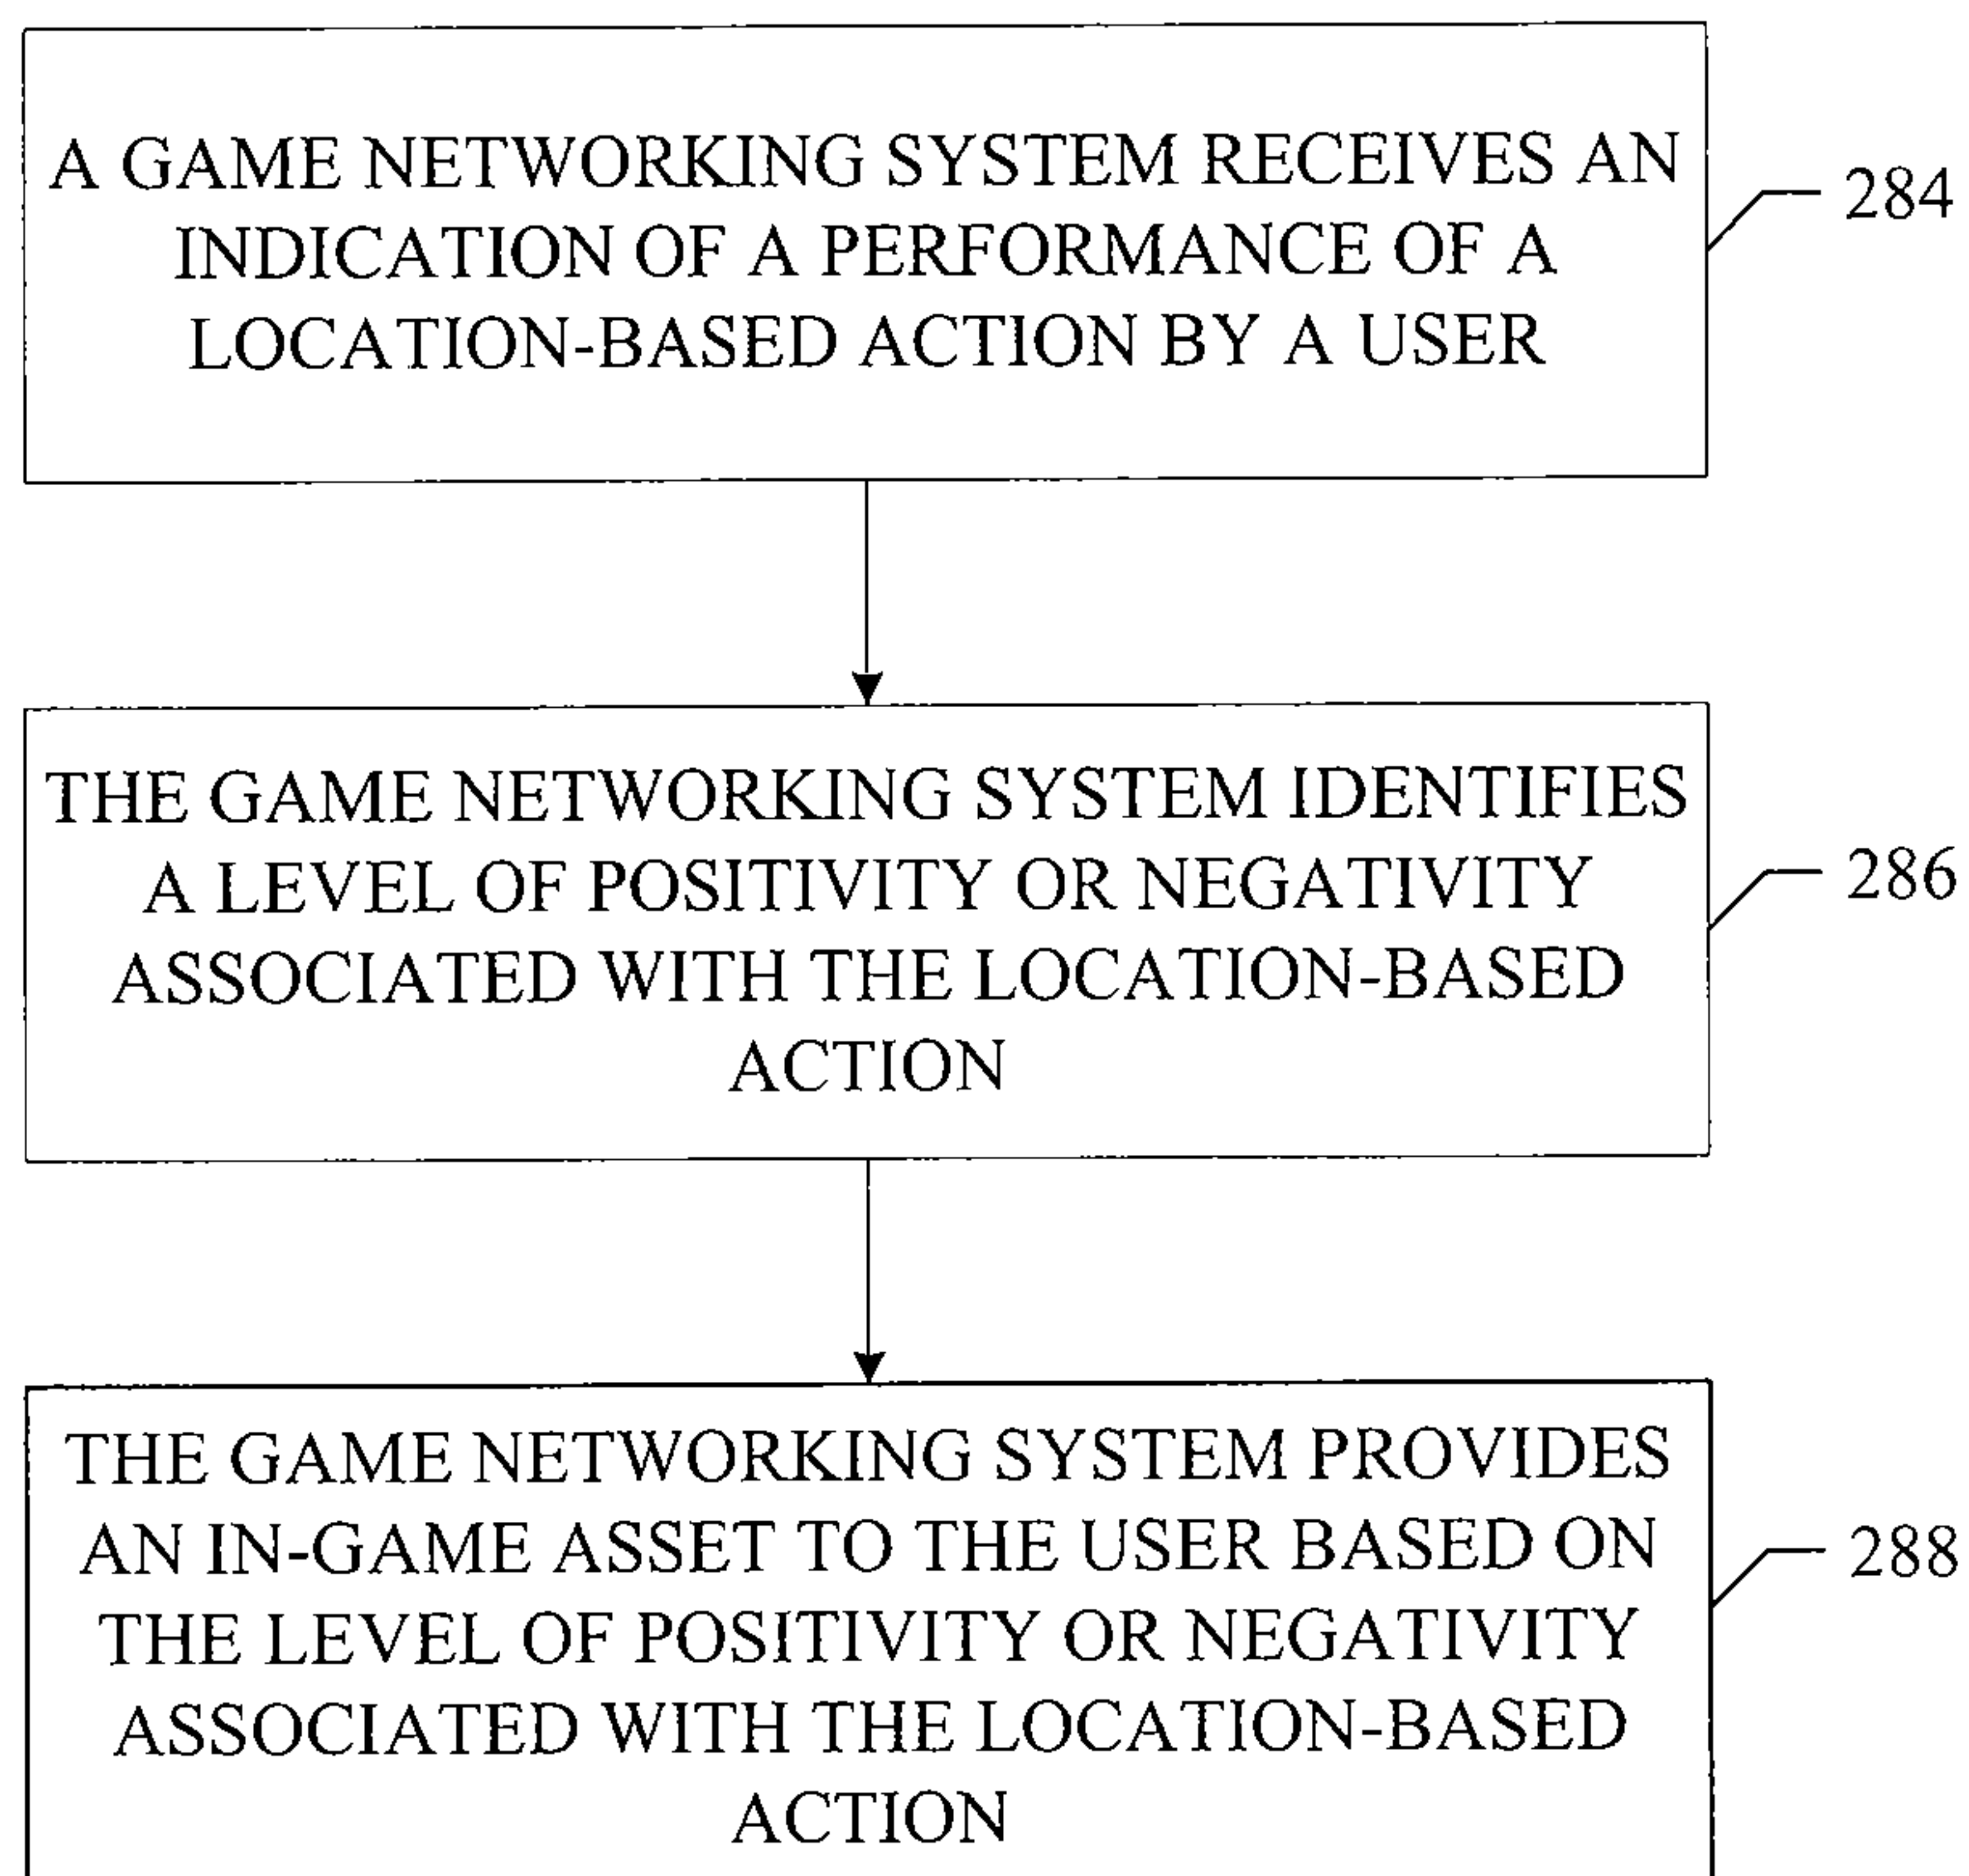 A GAME NETWORKING SYSTEM RECEIVES AN
INDICATION OF A PERFORMANCE OF A
LOCATION-BASED ACTION BY A USER
284
THE GAME NETWORKING SYSTEM IDENTIFIES
A LEVEL OF POSITIVITY OR NEGATIVITY
ASSOCIATED WITH THE LOCATION-BASED
ACTION
286
THE GAME NETWORKING SYSTEM PROVIDES
AN IN-GAME ASSET TO THE USER BASED ON
THE LEVEL OF POSITIVITY OR NEGATIVITY
ASSOCIATED WITH THE LOCATION-BASED
ACTION
288